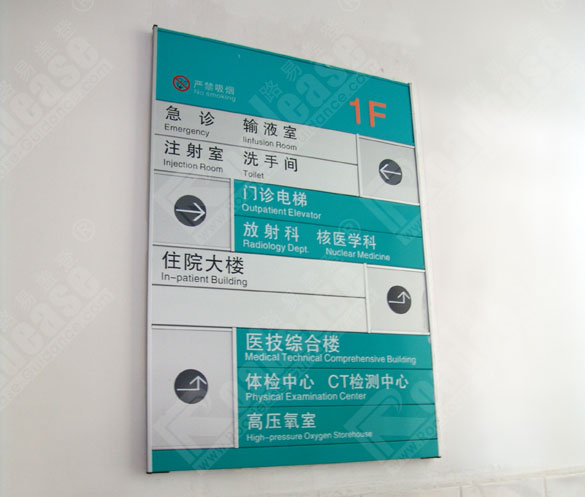 严禁吸烟
No smoking
1F
急 诊 输液室
Emergency Iinfusion Room
注射室 洗手间
Injection Room Toilet
门诊电梯
Outpatient Elevator
放射科 核医学科
Radiology Dept. Nuclear Medicine
住院大楼
In-patient Building
医技综合楼
Medical Technical Comprehensive Building
体检中心 CT检测中心
Physical Examination Center
高压氧室
High-pressure Oxygen Storehouse